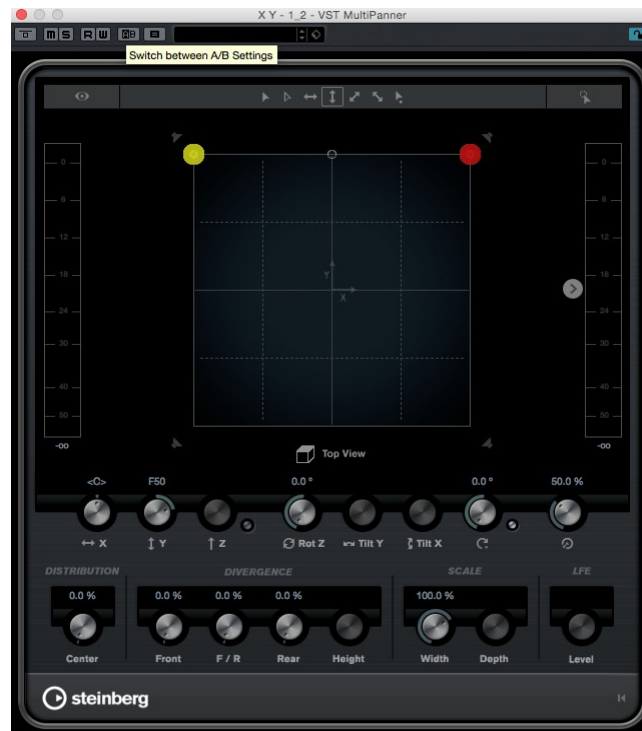 X Y - 1_2 - VST MultiPanner
M S R W AB
Switch between A/B Settings
0 0
6 6
12 12
18 18
24 24
30 30
40 40
50 50
-oo -oo
Y
X
Top View
<C> F50 0.0 ° 0.0 ° 50.0 %
X Y Z Rot Z Tilt Y Tilt X
DISTRIBUTION DIVERGENCE SCALE LFE
0.0 % 0.0 % 0.0 % 0.0 % 100.0 %
Center Front F / R Rear Height Width Depth Level
steinberg